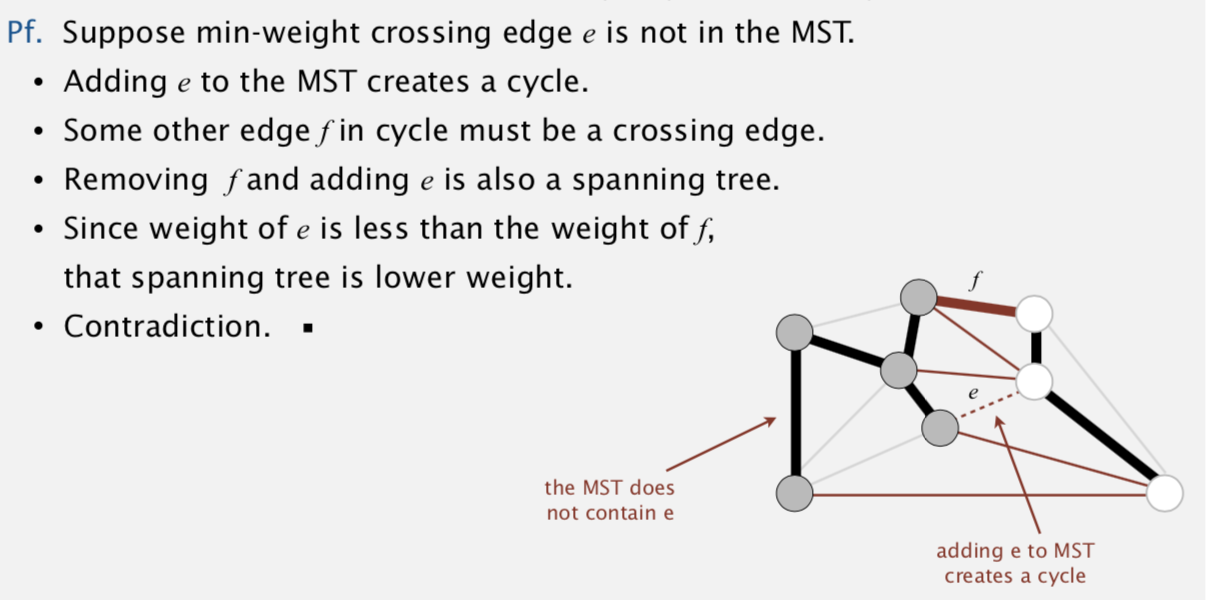 Pf. Suppose min-weight crossing edge e is not in the MST.
• Adding e to the MST creates a cycle.
• Some other edge f in cycle must be a crossing edge.
• Removing f and adding e is also a spanning tree.
• Since weight of e is less than the weight of f,
that spanning tree is lower weight.
• Contradiction. ▪
f
e
the MST does
not contain e
adding e to MST
creates a cycle